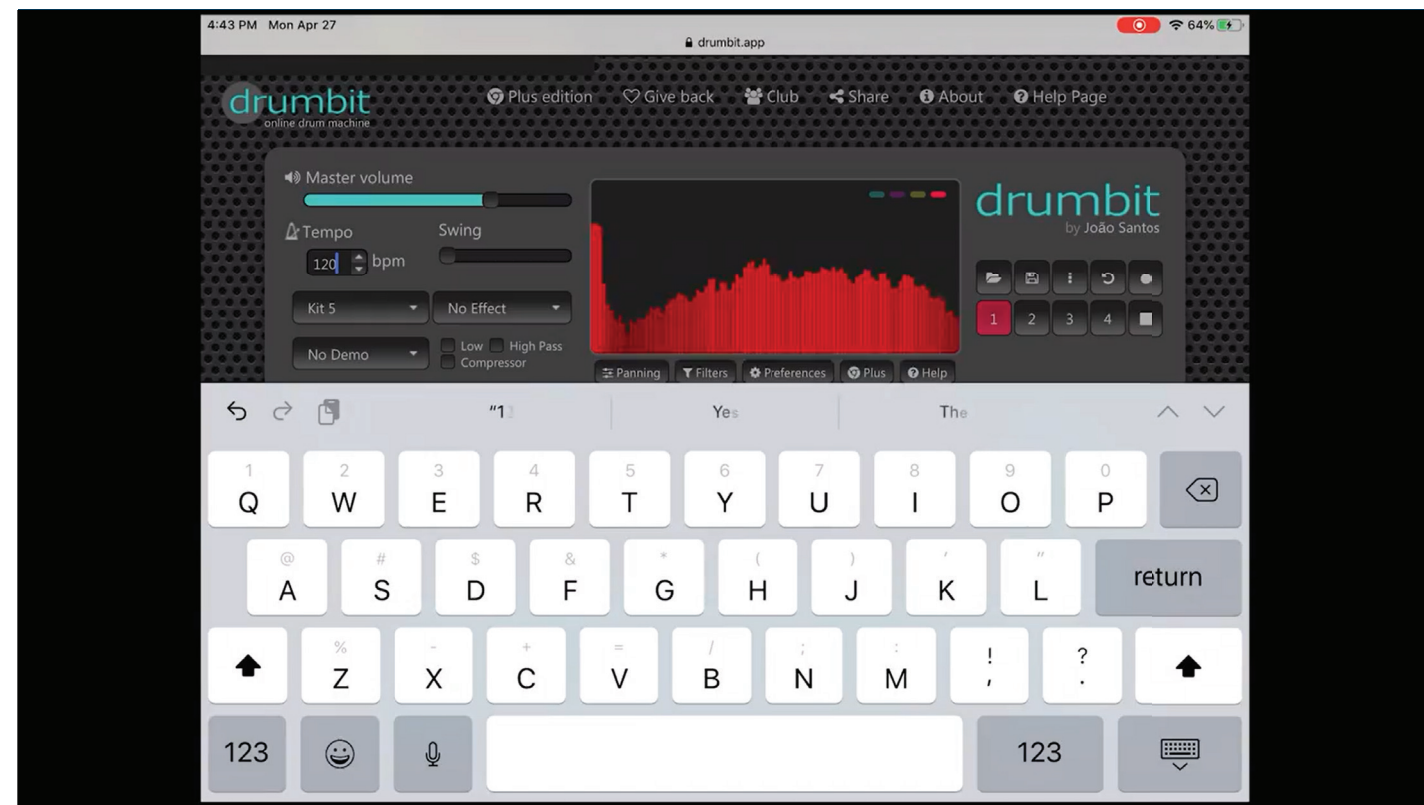 4:43 PM Mon Apr 27
64%
drumbit.app
drumbit
online drum machine
Plus edition Give back Club Share About Help Page
Master volume
drumbit
by João Santos
Tempo Swing
120 bpm
Kit 5 No Effect
1 2 3 4
No Demo Low High Pass
Compressor
Panning Filters Preferences Plus Help
"1 Yes The
1 2 3 4 5 6 7 8 9 0
Q W E R T Y U I O P
@ # $ & * ( ) ' "
A S D F G H J K L return
% - + = / ; : ! ?
Z X C V B N M , .
123 123